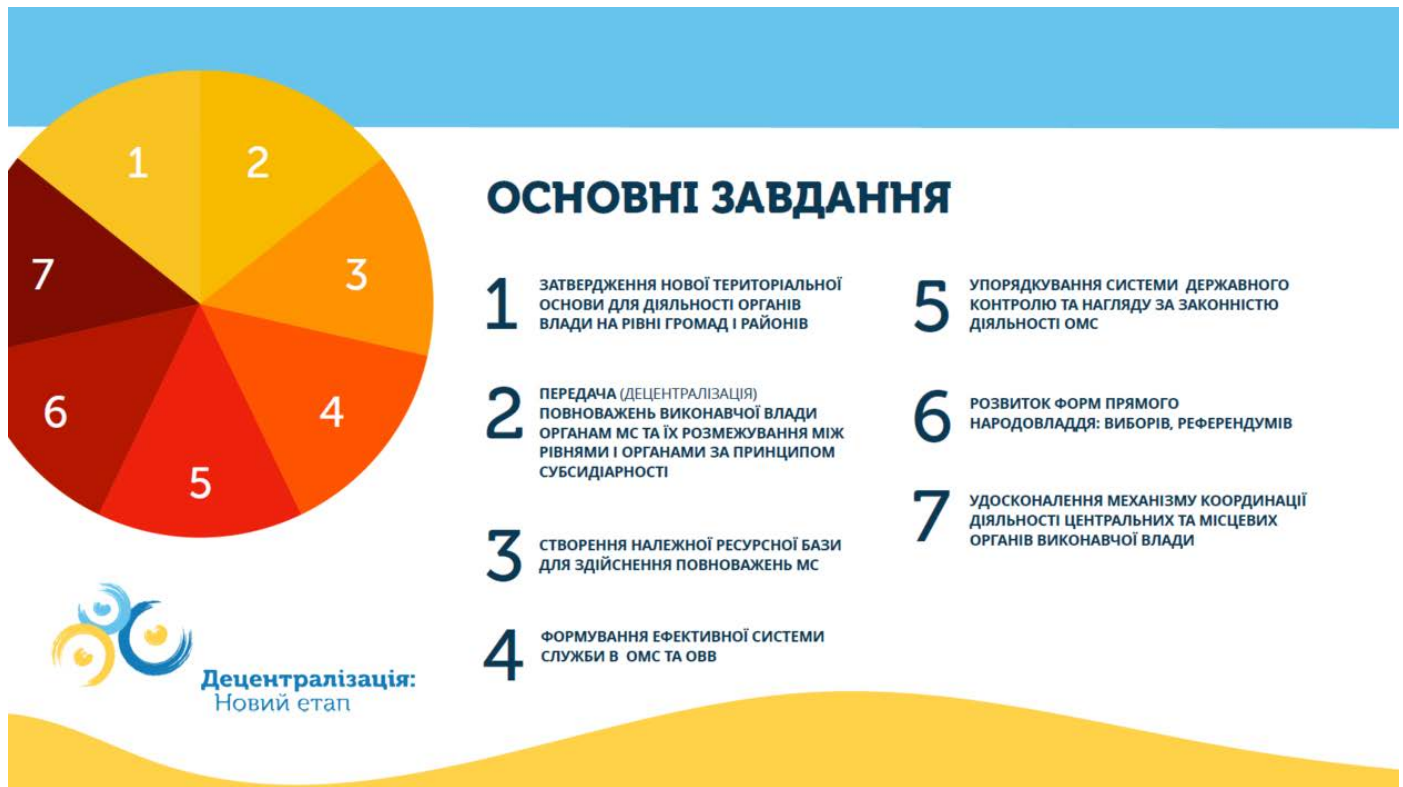 1
2
3
4
5
6
7
ОСНОВНІ ЗАВДАННЯ
1
ЗАТВЕРДЖЕННЯ НОВОЇ ТЕРИТОРІАЛЬНОЇ
ОСНОВИ ДЛЯ ДІЯЛЬНОСТІ ОРГАНІВ
ВЛАДИ НА РІВНІ ГРОМАД І РАЙОНІВ
2
ПЕРЕДАЧА (ДЕЦЕНТРАЛІЗАЦІЯ)
ПОВНОВАЖЕНЬ ВИКОНАВЧОЇ ВЛАДИ
ОРГАНАМ МС ТА ЇХ РОЗМЕЖУВАННЯ МІЖ
РІВНЯМИ І ОРГАНАМИ ЗА ПРИНЦИПОМ
СУБСИДІАРНОСТІ
3
СТВОРЕННЯ НАЛЕЖНОЇ РЕСУРСНОЇ БАЗИ
ДЛЯ ЗДІЙСНЕННЯ ПОВНОВАЖЕНЬ МС
4
ФОРМУВАННЯ ЕФЕКТИВНОЇ СИСТЕМИ
СЛУЖБИ В ОМС ТА ОВВ
5
УПОРЯДКУВАННЯ СИСТЕМИ ДЕРЖАВНОГО
КОНТРОЛЮ ТА НАГЛЯДУ ЗА ЗАКОННІСТЮ
ДІЯЛЬНОСТІ ОМС
6
РОЗВИТОК ФОРМ ПРЯМОГО
НАРОДОВЛАДДЯ: ВИБОРІВ, РЕФЕРЕНДУМІВ
7
УДОСКОНАЛЕННЯ МЕХАНІЗМУ КООРДИНАЦІЇ
ДІЯЛЬНОСТІ ЦЕНТРАЛЬНИХ ТА МІСЦЕВИХ
ОРГАНІВ ВИКОНАВЧОЇ ВЛАДИ
Децентралізація:
Новий етап